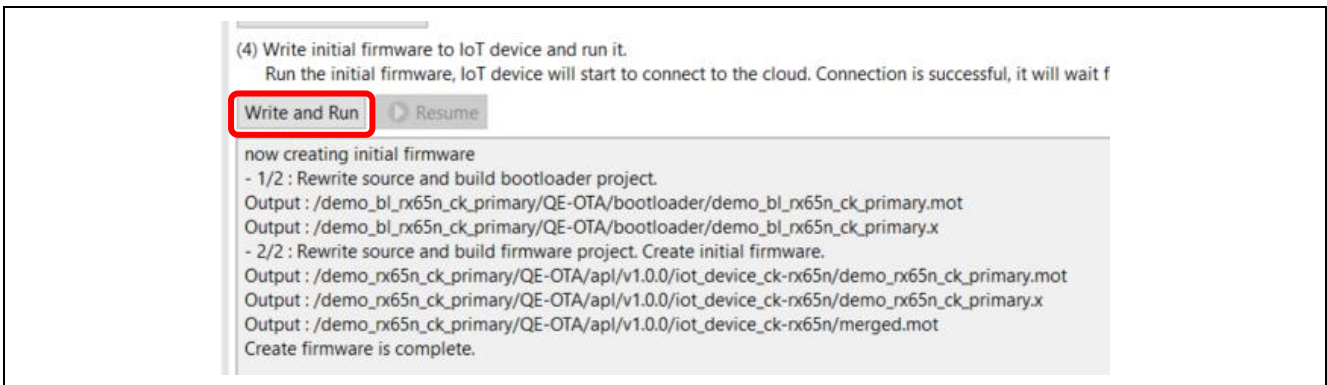 (4) Write initial firmware to IoT device and run it.
Run the initial firmware, IoT device will start to connect to the cloud. Connection is successful, it will wait f
Write and Run Resume
now creating initial firmware
- 1/2 : Rewrite source and build bootloader project.
Output : /demo_bl_rx65n_ck_primary/QE-OTA/bootloader/demo_bl_rx65n_ck_primary.mot
Output : /demo_bl_rx65n_ck_primary/QE-OTA/bootloader/demo_bl_rx65n_ck_primary.x
- 2/2 : Rewrite source and build firmware project. Create initial firmware.
Output : /demo_rx65n_ck_primary/QE-OTA/apl/v1.0.0/iot_device_ck-rx65n/demo_rx65n_ck_primary.mot
Output : /demo_rx65n_ck_primary/QE-OTA/apl/v1.0.0/iot_device_ck-rx65n/demo_rx65n_ck_primary.x
Output : /demo_rx65n_ck_primary/QE-OTA/apl/v1.0.0/iot_device_ck-rx65n/merged.mot
Create firmware is complete.